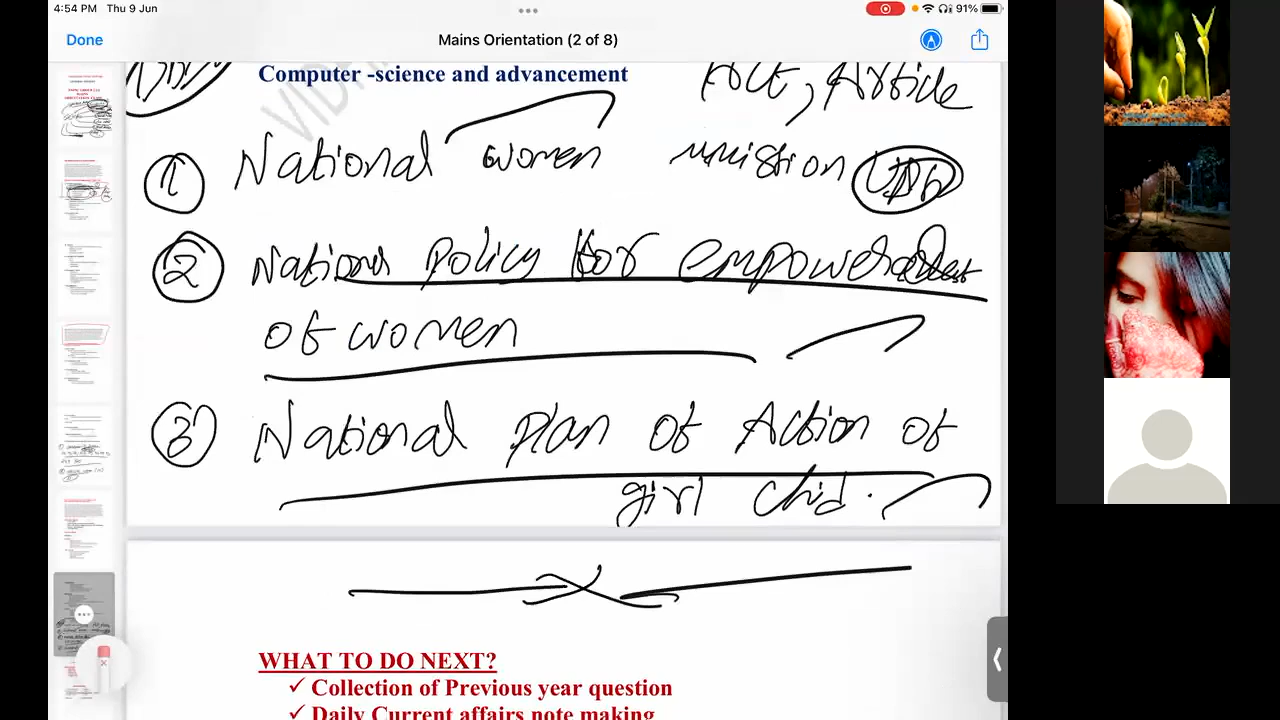 4:54 PM Thu 9 Jun
91%
Done
Mains Orientation (2 of 8)
Computer -science and advancement
Act, Article
① National women mission
② National Policy for empowerment
of women
③ National plan of Action of
girl Chid.
WHAT TO DO NEXT?
✓ Collection of Previous year question
✓ Daily Current affairs note making